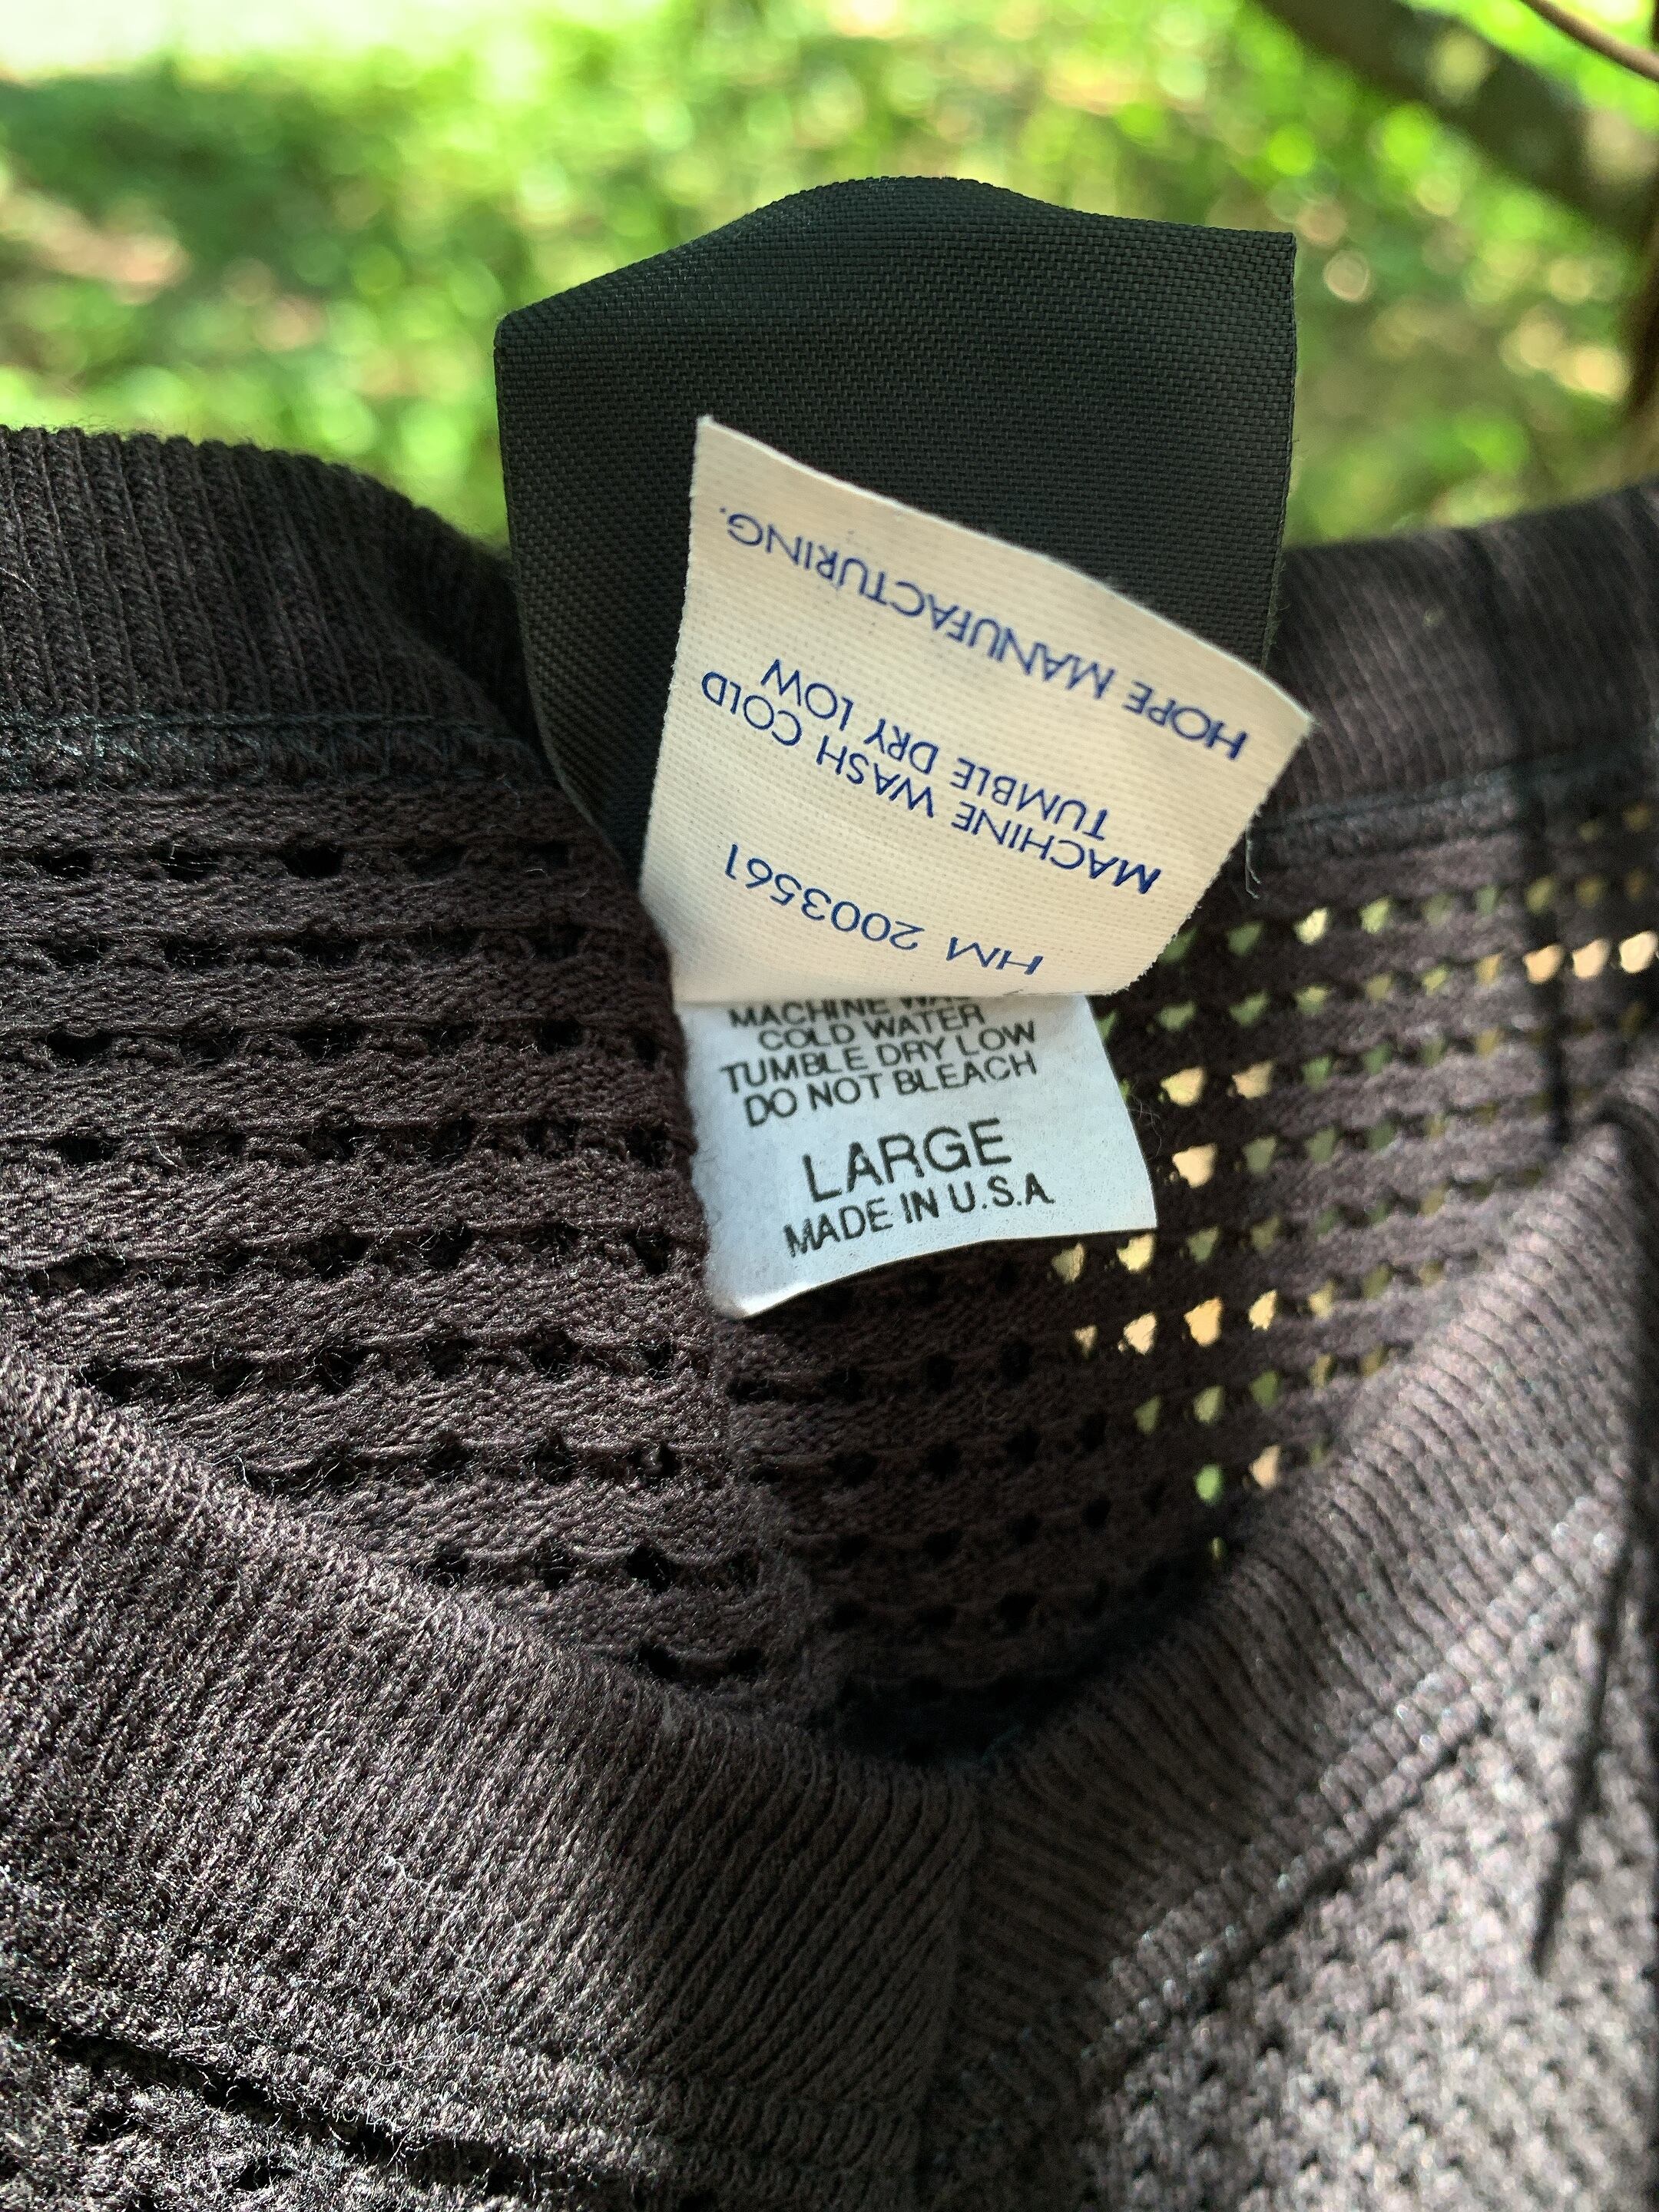 HOPE MANUFACTURING.
TUMBLE DRY LOW
MACHINE WASH COLD
HM 2003561
MACHINE
COLD WATER
TUMBLE DRY LOW
DO NOT BLEACH
LARGE
MADE IN U.S.A.